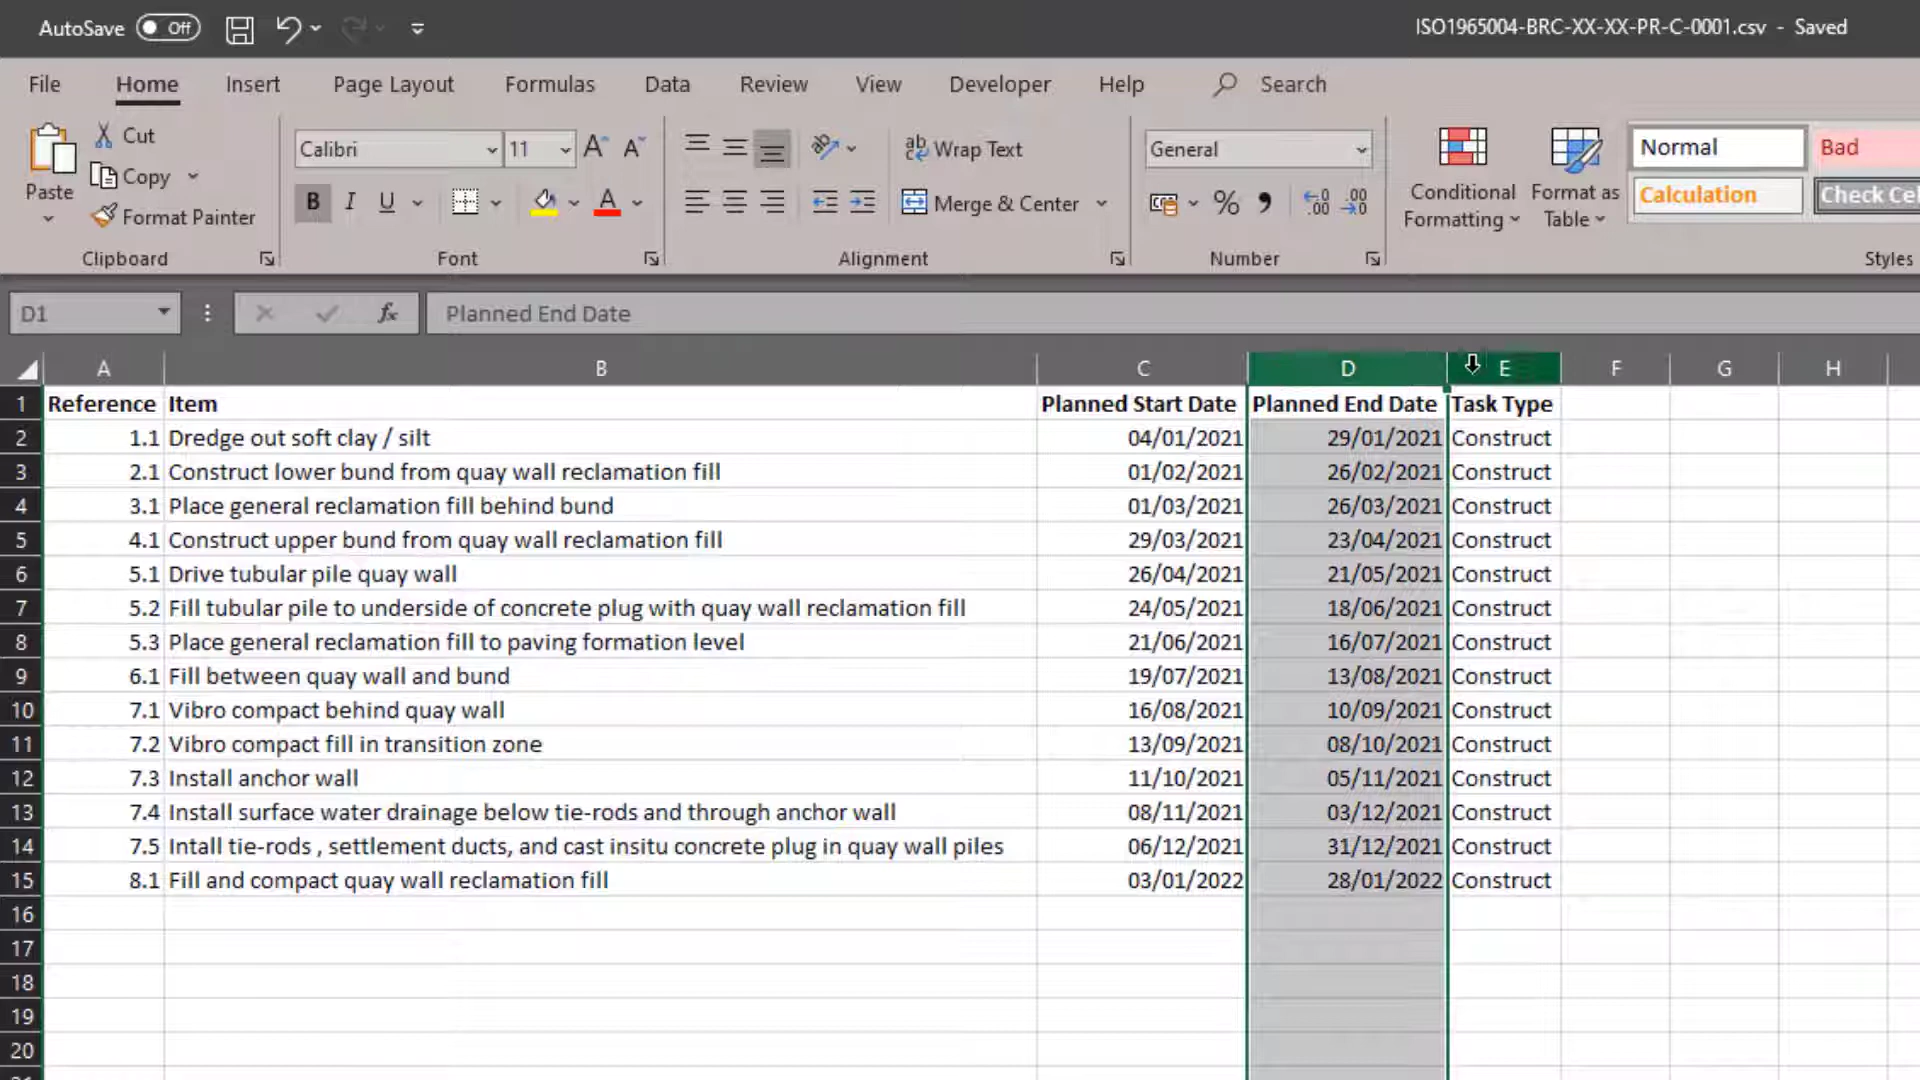 AutoSave Off ISO1965004-BRC-XX-XX-PR-C-0001.csv - Saved
File Home Insert Page Layout Formulas Data Review View Developer Help Search
Paste Cut Copy Format Painter
Calibri 11
B I U A
Wrap Text
Merge & Center
General
% ,
Conditional Formatting
Format as Table
Normal Bad
Calculation Check Cel
Clipboard Font Alignment Number Styles
D1 fx Planned End Date
A B C D E F G H
1 Reference Item Planned Start Date Planned End Date Task Type
2 1.1 Dredge out soft clay / silt 04/01/2021 29/01/2021 Construct
3 2.1 Construct lower bund from quay wall reclamation fill 01/02/2021 26/02/2021 Construct
4 3.1 Place general reclamation fill behind bund 01/03/2021 26/03/2021 Construct
5 4.1 Construct upper bund from quay wall reclamation fill 29/03/2021 23/04/2021 Construct
6 5.1 Drive tubular pile quay wall 26/04/2021 21/05/2021 Construct
7 5.2 Fill tubular pile to underside of concrete plug with quay wall reclamation fill 24/05/2021 18/06/2021 Construct
8 5.3 Place general reclamation fill to paving formation level 21/06/2021 16/07/2021 Construct
9 6.1 Fill between quay wall and bund 19/07/2021 13/08/2021 Construct
10 7.1 Vibro compact behind quay wall 16/08/2021 10/09/2021 Construct
11 7.2 Vibro compact fill in transition zone 13/09/2021 08/10/2021 Construct
12 7.3 Install anchor wall 11/10/2021 05/11/2021 Construct
13 7.4 Install surface water drainage below tie-rods and through anchor wall 08/11/2021 03/12/2021 Construct
14 7.5 Intall tie-rods , settlement ducts, and cast insitu concrete plug in quay wall piles 06/12/2021 31/12/2021 Construct
15 8.1 Fill and compact quay wall reclamation fill 03/01/2022 28/01/2022 Construct
16
17
18
19
20